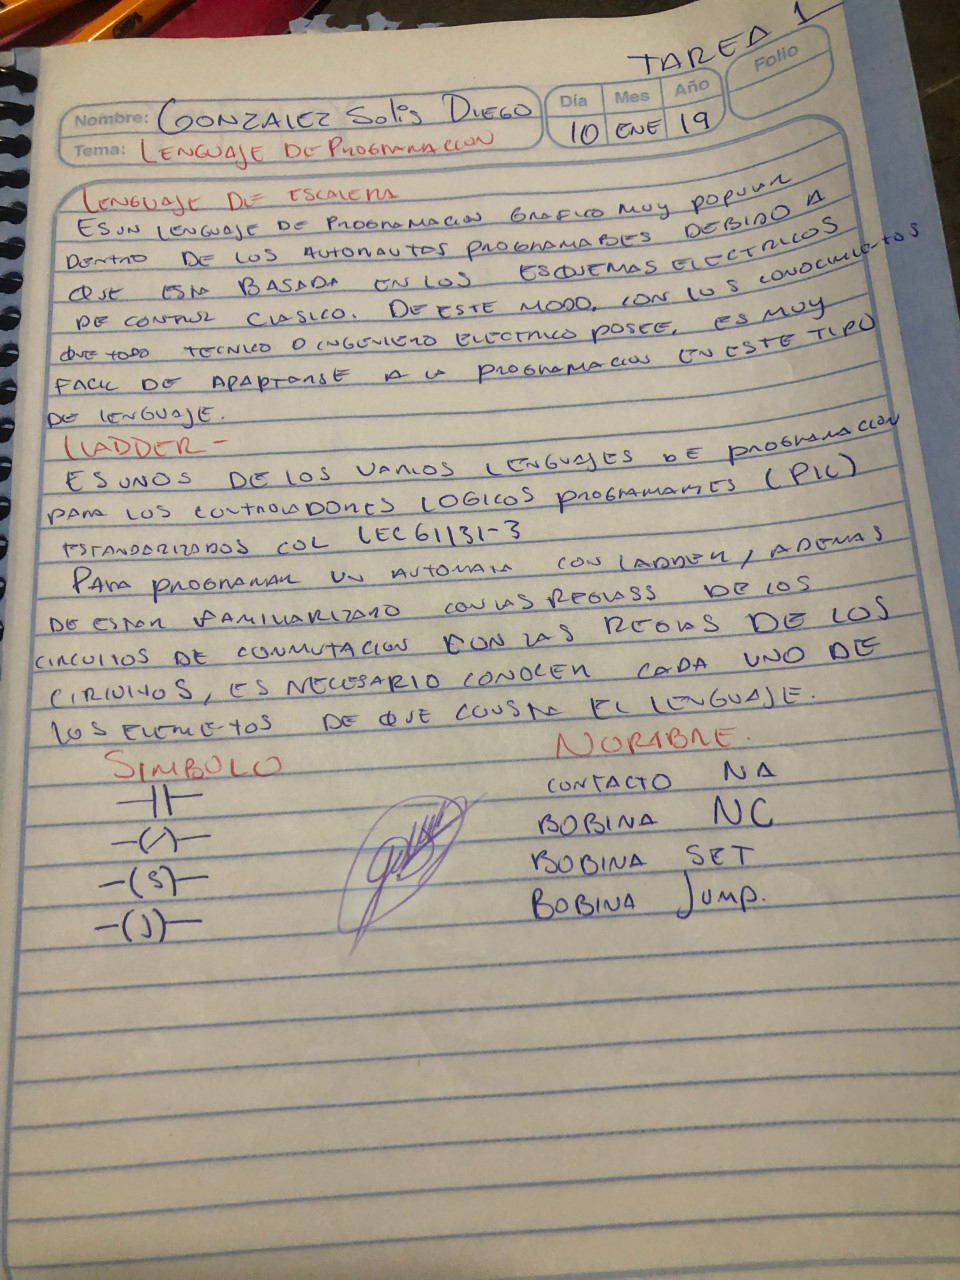 TAREA 1
Nombre: GONZALEZ Solis DIEGO Día Mes Año Folio
10 ENE 19
Tema: LENGUAJE DE PROGRAMACION
LENGUAJE DE ESCALERA
ES UN LENGUAJE DE PROGRAMACION GRAFICO MUY POPULAR
DENTRO DE LOS AUTOMATAS PROGRAMABLES DEBIDO A
QUE ESTA BASADA EN LOS ESQUEMAS ELECTRICOS
DE CONTROL CLASICO. DE ESTE MODO, CON LOS CONOCIMIENTOS
QUE TODO TECNICO O INGENIERO ELECTRICO POSEE, ES MUY
FACIL DE ADAPTARSE A LA PROGRAMACION EN ESTE TIPO
DE LENGUAJE.
LLADDER-
ES UNOS DE LOS VARIOS LENGUAJES DE PROGRAMACION
PARA LOS CONTROLADORES LOGICOS PROGRAMABLES (PLC)
ESTANDARIZADOS COL IEC 61131-3
PARA PROGRAMAR UN AUTOMATA CON LADDER, ADEMAS
DE ESTAR FAMILIARIZADO CON LAS REGLASS DE LOS
CIRCUITOS DE CONMUTACION CON LAS REGLAS DE LOS
CIRCUITOS, ES NECESARIO CONOCER CADA UNO DE
LOS ELEMETOS DE QUE CONSTA EL LENGUAJE.
SIMBOLO NOMBRE.
CONTACTO NA
-(/)- BOBINA NC
-(S)- BOBINA SET
-(J)- BOBINA Jump.